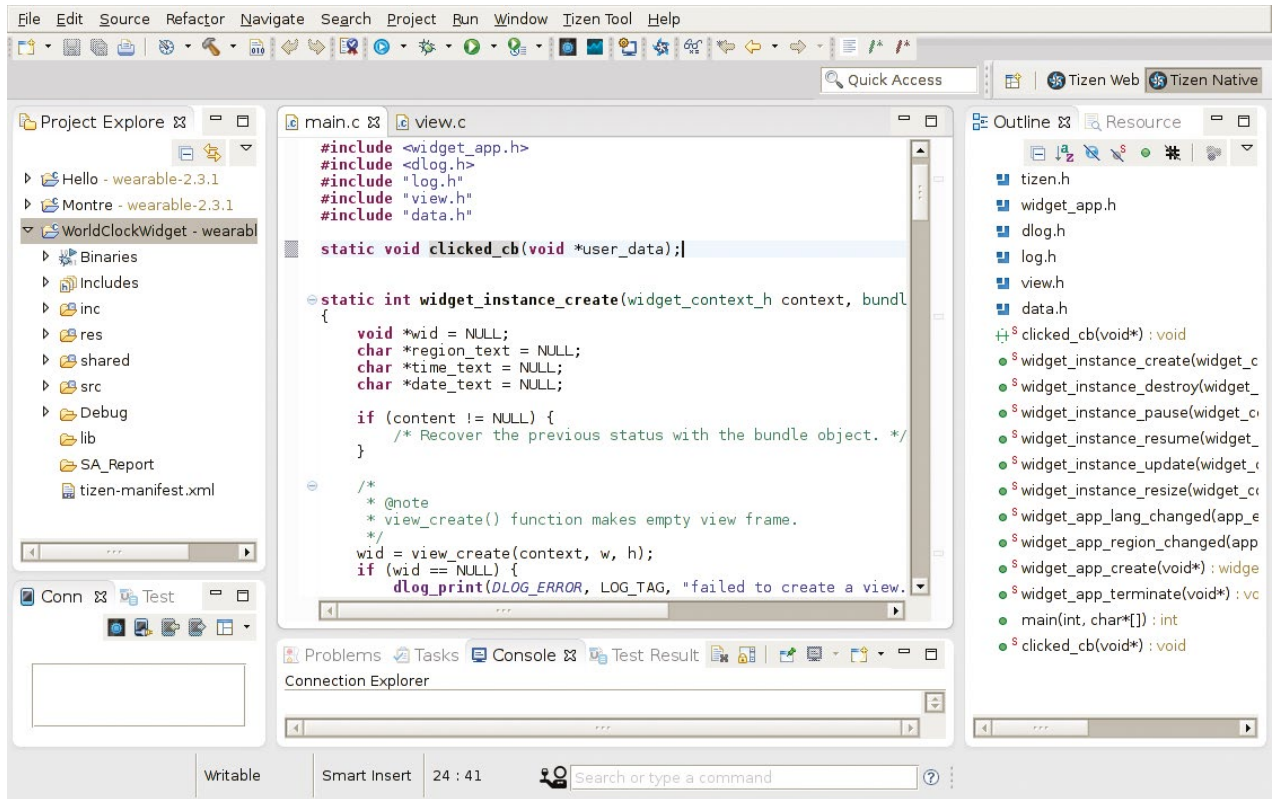 File Edit Source Refactor Navigate Search Project Run Window Tizen Tool Help
Quick Access
Tizen Web Tizen Native
Project Explore
Hello - wearable-2.3.1
Montre - wearable-2.3.1
WorldClockWidget - wearabl
Binaries
Includes
inc
res
shared
src
Debug
lib
SA_Report
tizen-manifest.xml
Conn Test
main.c view.c
#include <widget_app.h>
#include <dlog.h>
#include "log.h"
#include "view.h"
#include "data.h"
static void clicked_cb(void *user_data);
static int widget_instance_create(widget_context_h context, bundl
{
void *wid = NULL;
char *region_text = NULL;
char *time_text = NULL;
char *date_text = NULL;
if (content != NULL) {
/* Recover the previous status with the bundle object. */
}
/*
* @note
* view_create() function makes empty view frame.
*/
wid = view_create(context, w, h);
if (wid == NULL) {
dlog_print(DLOG_ERROR, LOG_TAG, "failed to create a view.
Problems Tasks Console Test Result
Connection Explorer
Outline Resource
tizen.h
widget_app.h
dlog.h
log.h
view.h
data.h
S clicked_cb(void*) : void
S widget_instance_create(widget_c
S widget_instance_destroy(widget_
S widget_instance_pause(widget_c
S widget_instance_resume(widget_
S widget_instance_update(widget_
S widget_instance_resize(widget_c
S widget_app_lang_changed(app_e
S widget_app_region_changed(app
S widget_app_create(void*) : widge
S widget_app_terminate(void*) : vo
main(int, char*[]) : int
S clicked_cb(void*) : void
Writable Smart Insert 24 : 41 Search or type a command